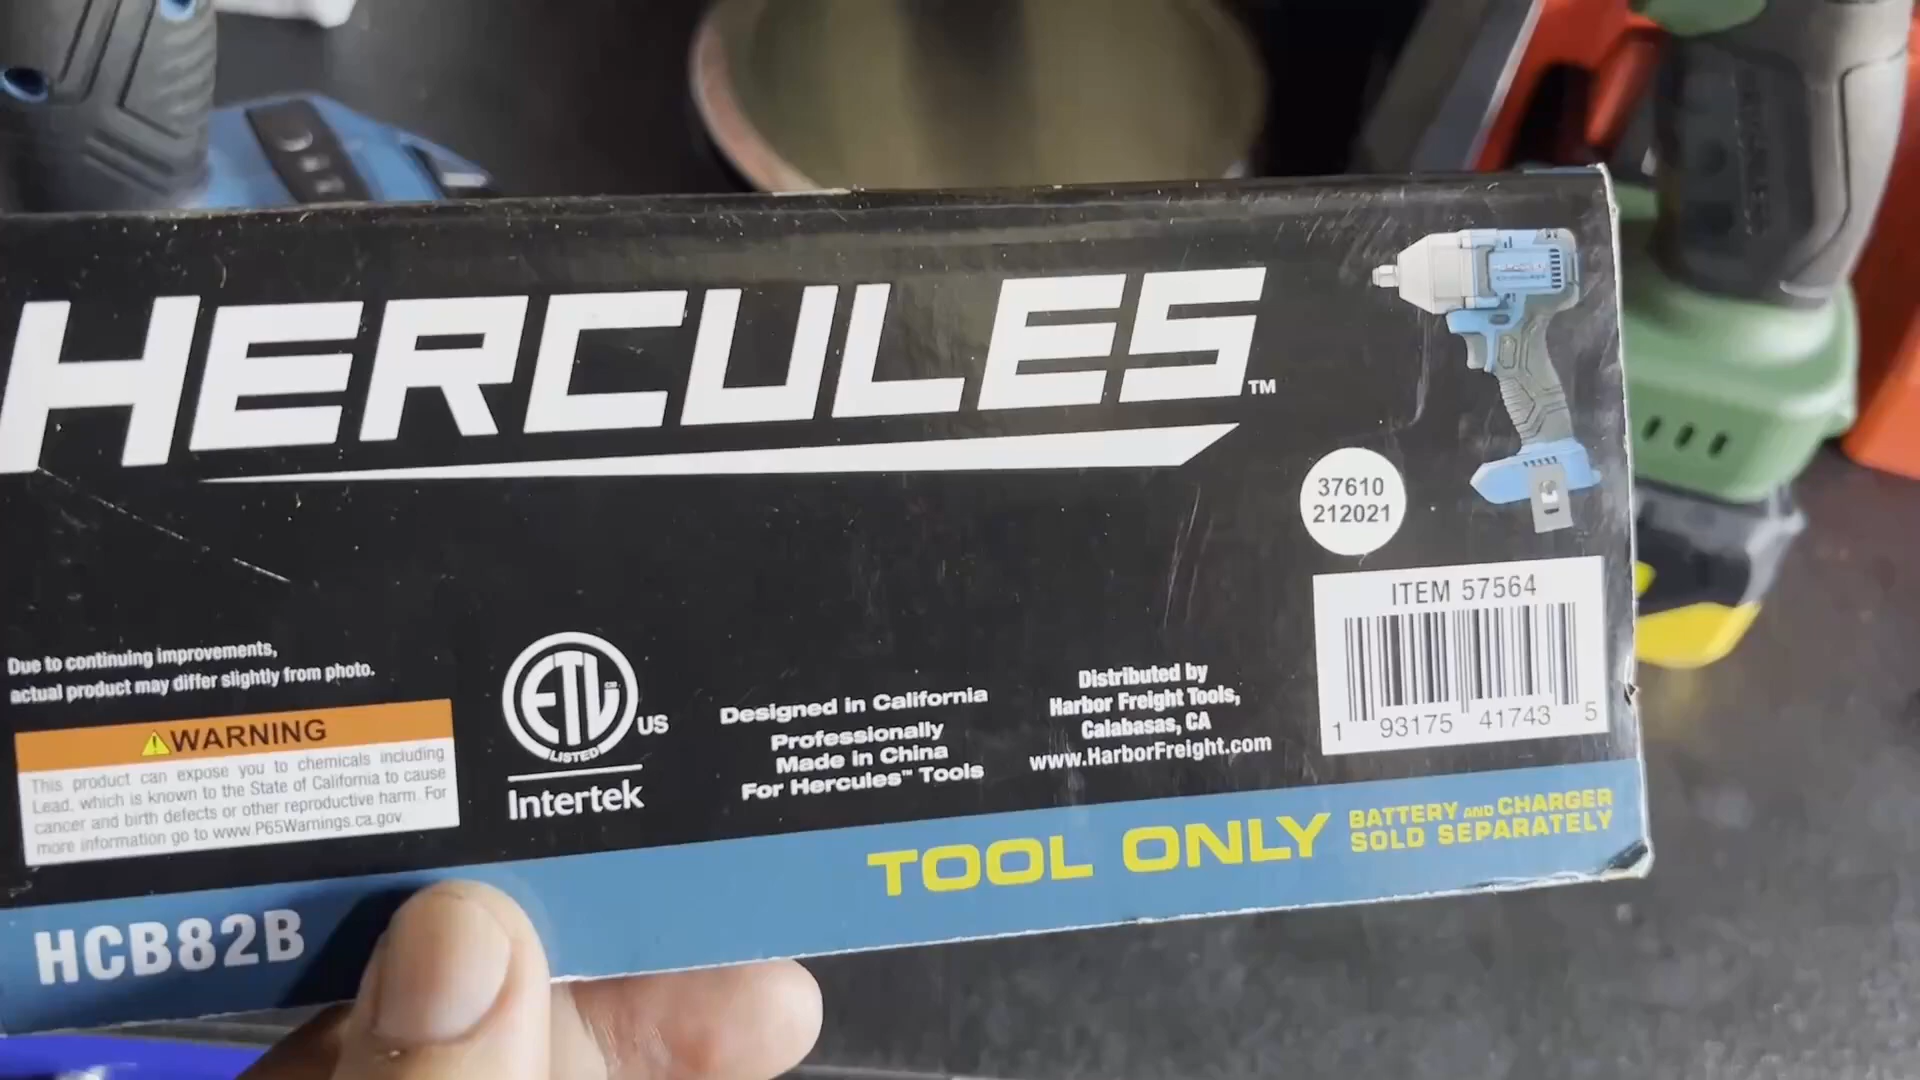 HERCULES™
37610
212021
ITEM 57564
1 93175 41743 5
Due to continuing improvements,
actual product may differ slightly from photo.
WARNING
This product can expose you to chemicals including
Lead, which is known to the State of California to cause
cancer and birth defects or other reproductive harm. For
more information go to www.P65Warnings.ca.gov
ETL
LISTED
US
Intertek
Designed in California
Professionally
Made in China
For Hercules™ Tools
Distributed by
Harbor Freight Tools,
Calabasas, CA
www.HarborFreight.com
TOOL ONLY
BATTERY AND CHARGER
SOLD SEPARATELY
HCB82B